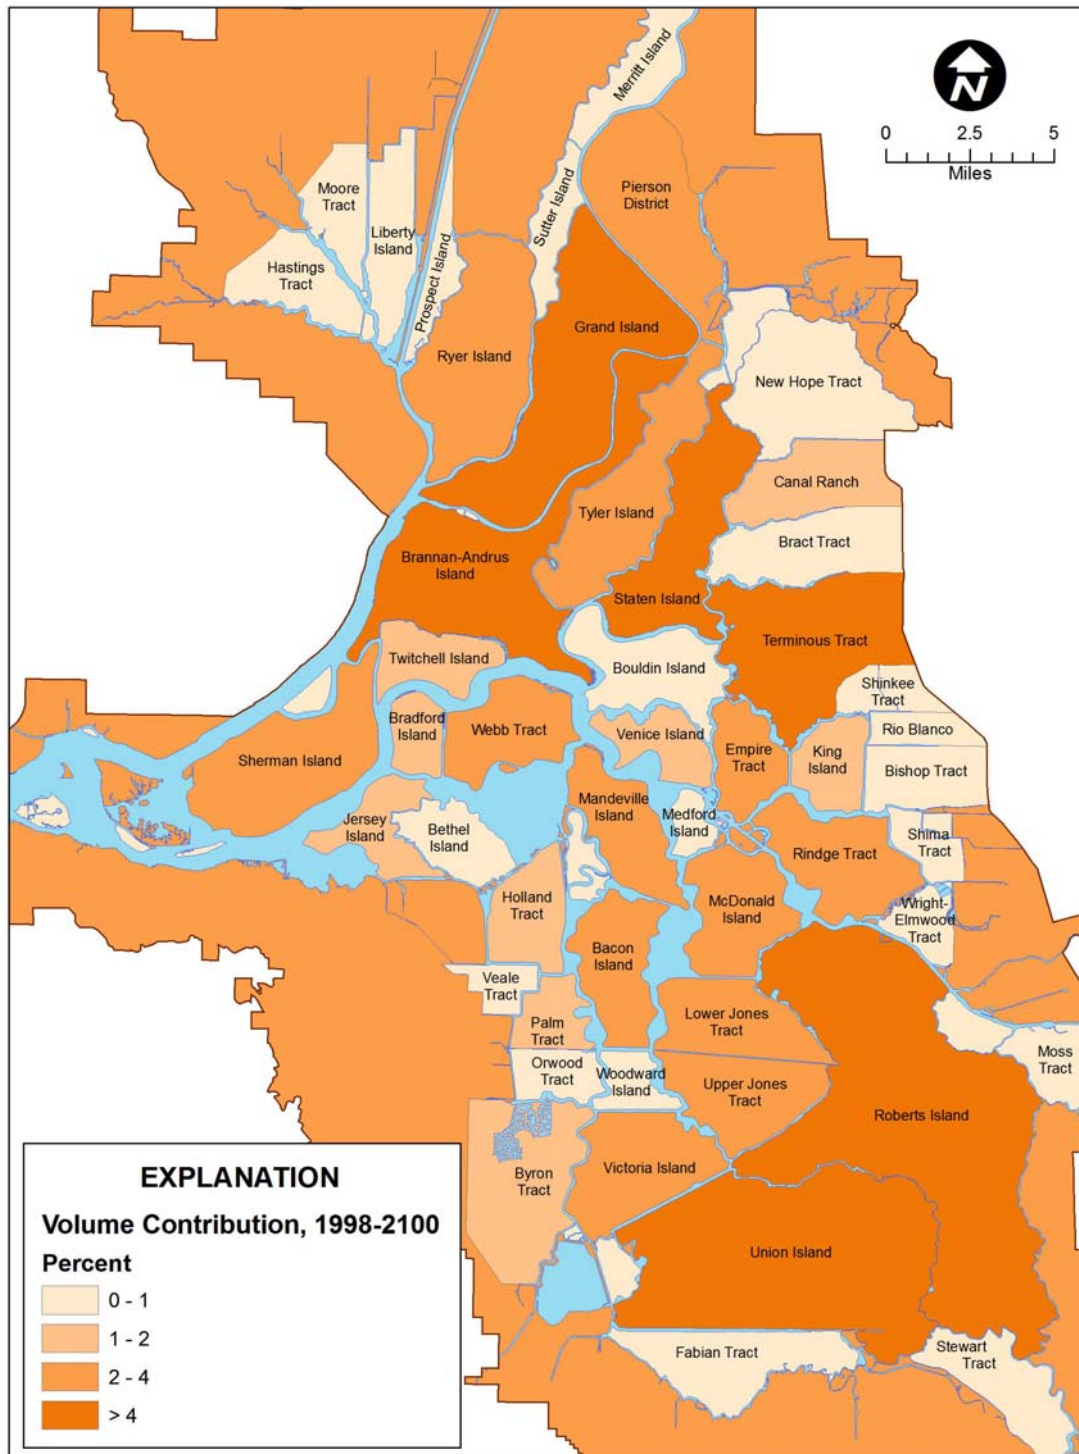 Merritt Island
N
0 2.5 5
Miles
Moore
Tract
Pierson
District
Sutter Island
Liberty
Island
Hastings
Tract
Prospect Island
Grand Island
Ryer Island
New Hope Tract
Canal Ranch
Tyler Island
Bract Tract
Brannan-Andrus
Island
Staten Island
Terminous Tract
Twitchell Island
Bouldin Island
Shinkee
Tract
Bradford
Island
Webb Tract
Venice Island
Rio Blanco
Sherman Island
Empire
Tract
King
Island
Bishop Tract
Mandeville
Island
Jersey
Island
Bethel
Island
Medford
Island
Shima
Tract
Rindge Tract
Holland
Tract
McDonald
Island
Wright-
Elmwood
Tract
Bacon
Island
Veale
Tract
Palm
Tract
Lower Jones
Tract
Orwood
Tract
Woodward
Island
Moss
Tract
Upper Jones
Tract
Roberts Island
Byron
Tract
Victoria Island
Union Island
Fabian Tract
Stewart
Tract
EXPLANATION
Volume Contribution, 1998-2100
Percent
0 - 1
1 - 2
2 - 4
> 4